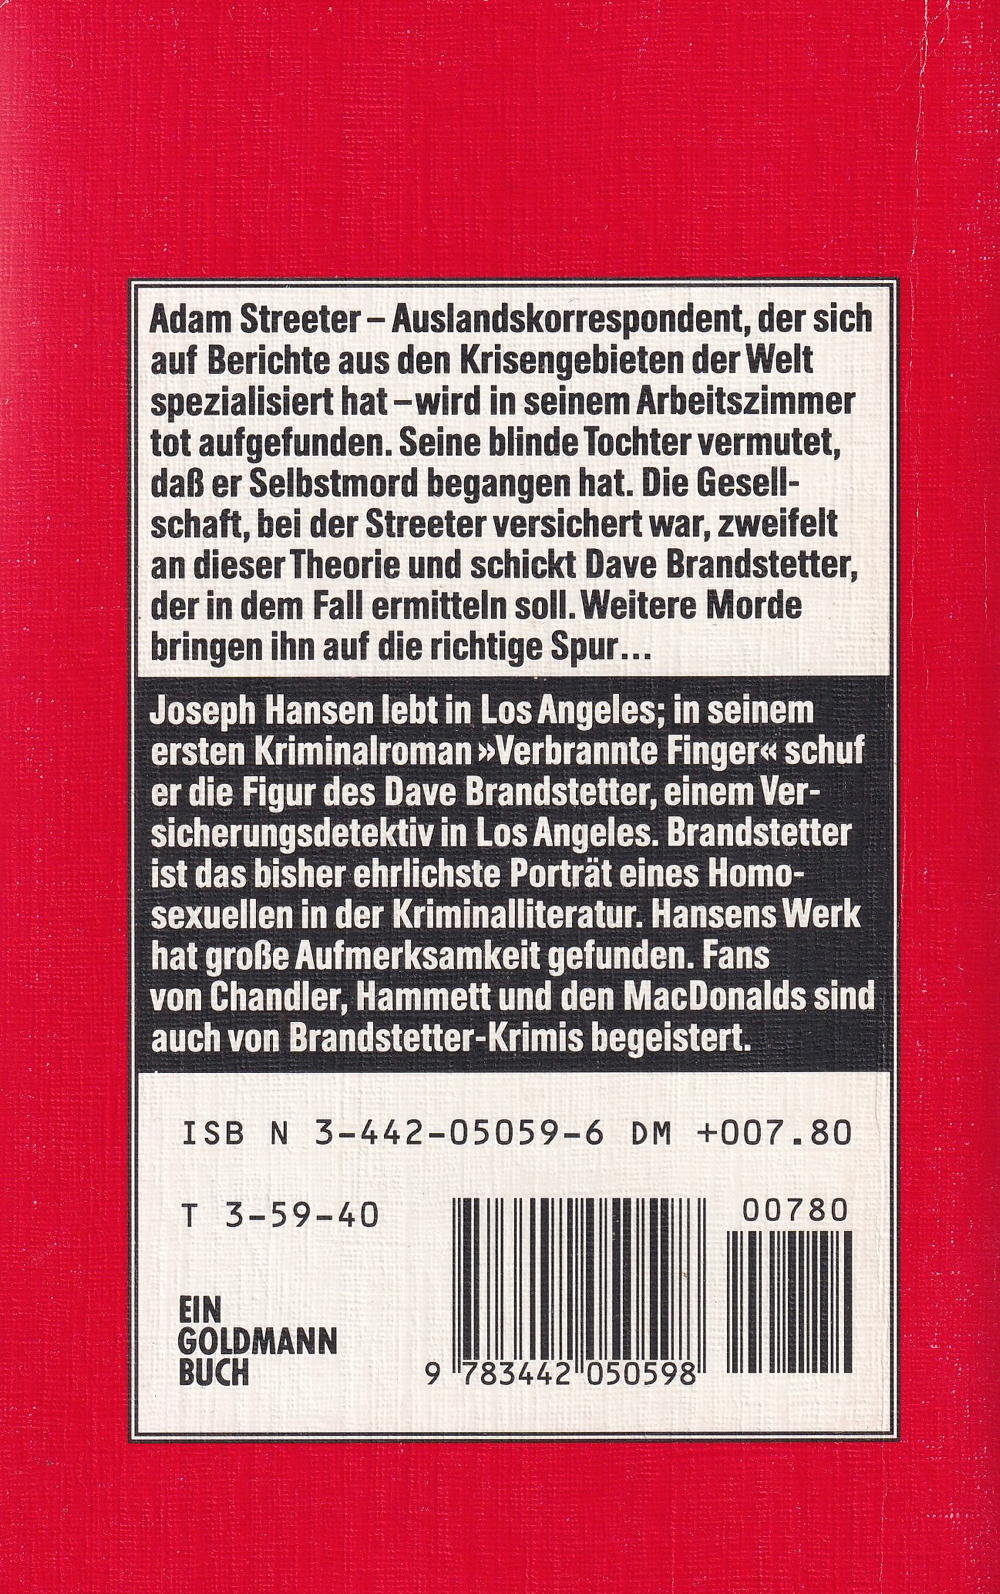 Adam Streeter – Auslandskorrespondent, der sich
auf Berichte aus den Krisengebieten der Welt
spezialisiert hat – wird in seinem Arbeitszimmer
tot aufgefunden. Seine blinde Tochter vermutet,
daß er Selbstmord begangen hat. Die Gesell-
schaft, bei der Streeter versichert war, zweifelt
an dieser Theorie und schickt Dave Brandstetter,
der in dem Fall ermitteln soll. Weitere Morde
bringen ihn auf die richtige Spur...
Joseph Hansen lebt in Los Angeles; in seinem
ersten Kriminalroman »Verbrannte Finger« schuf
er die Figur des Dave Brandstetter, einem Ver-
sicherungsdetektiv in Los Angeles. Brandstetter
ist das bisher ehrlichste Porträt eines Homo-
sexuellen in der Kriminalliteratur. Hansens Werk
hat große Aufmerksamkeit gefunden. Fans
von Chandler, Hammett und den MacDonalds sind
auch von Brandstetter-Krimis begeistert.
ISB N 3-442-05059-6 DM +007.80
T 3-59-40
00780
EIN
GOLDMANN
BUCH
9 783442 050598